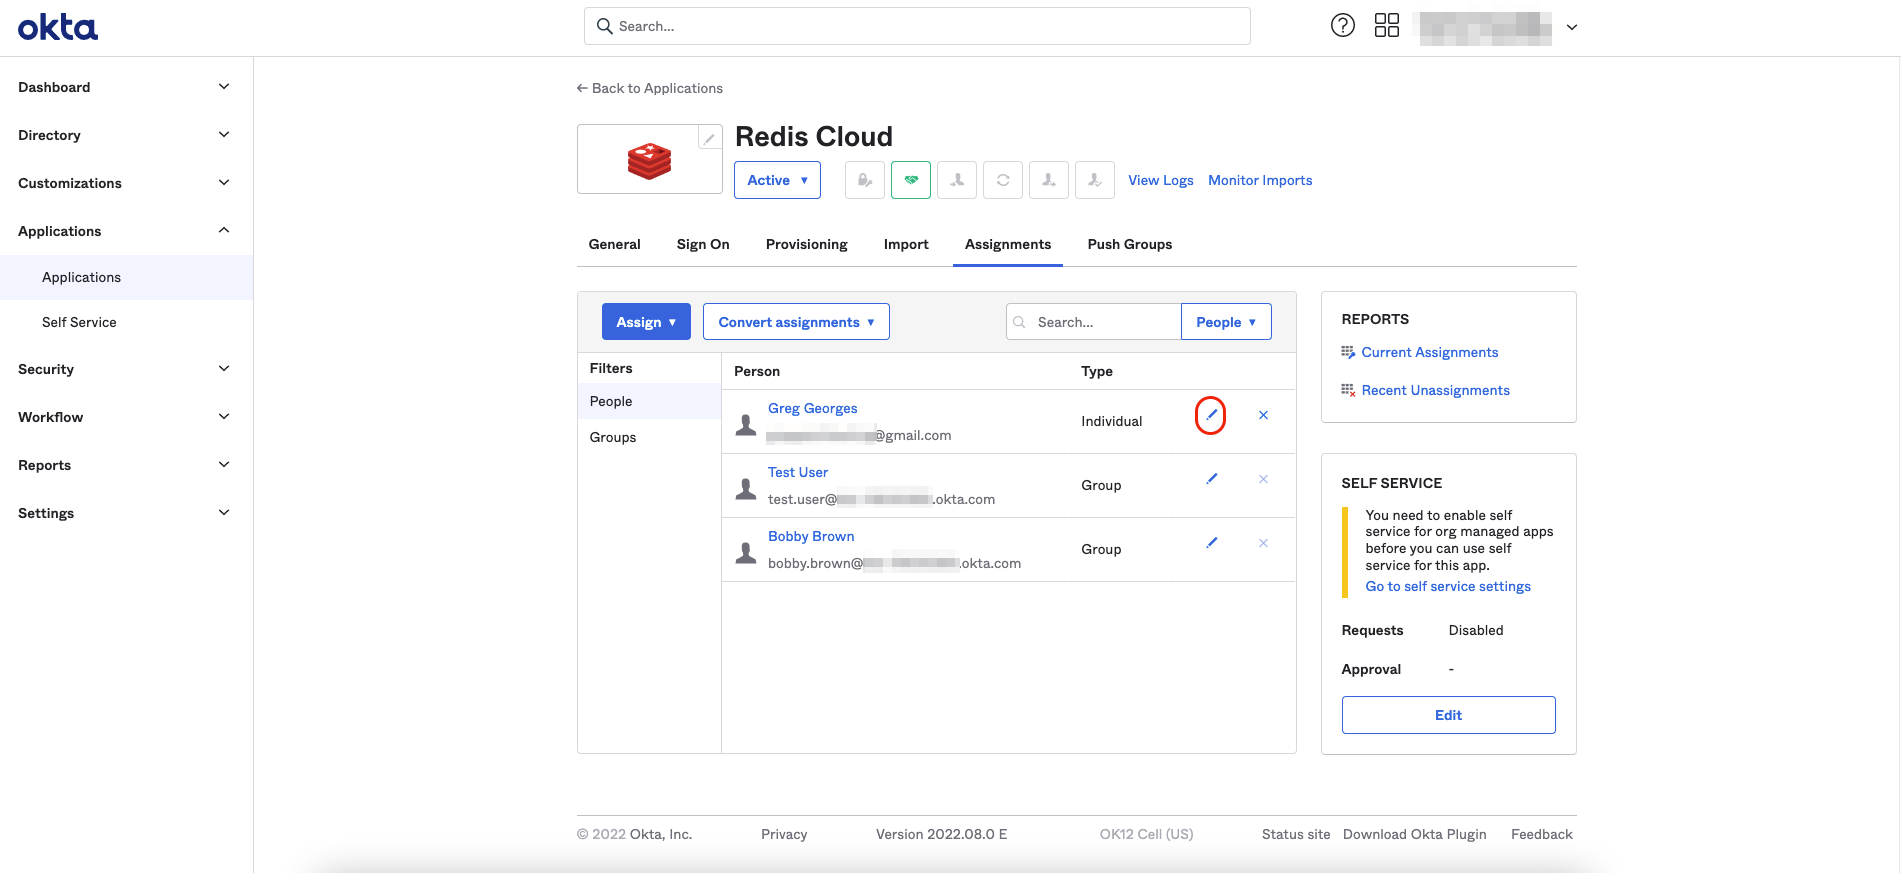 okta
Search...
Dashboard
Directory
Customizations
Applications
Applications
Self Service
Security
Workflow
Reports
Settings
← Back to Applications
Redis Cloud
Active
View Logs
Monitor Imports
General
Sign On
Provisioning
Import
Assignments
Push Groups
Assign
Convert assignments
Search...
People
Filters
People
Groups
Person
Type
Greg Georges
@gmail.com
Individual
Test User
test.user@
.okta.com
Group
Bobby Brown
bobby.brown@
.okta.com
Group
REPORTS
Current Assignments
Recent Unassignments
SELF SERVICE
You need to enable self
service for org managed apps
before you can use self
service for this app.
Go to self service settings
Requests Disabled
Approval -
Edit
© 2022 Okta, Inc.
Privacy
Version 2022.08.0 E
OK12 Cell (US)
Status site
Download Okta Plugin
Feedback